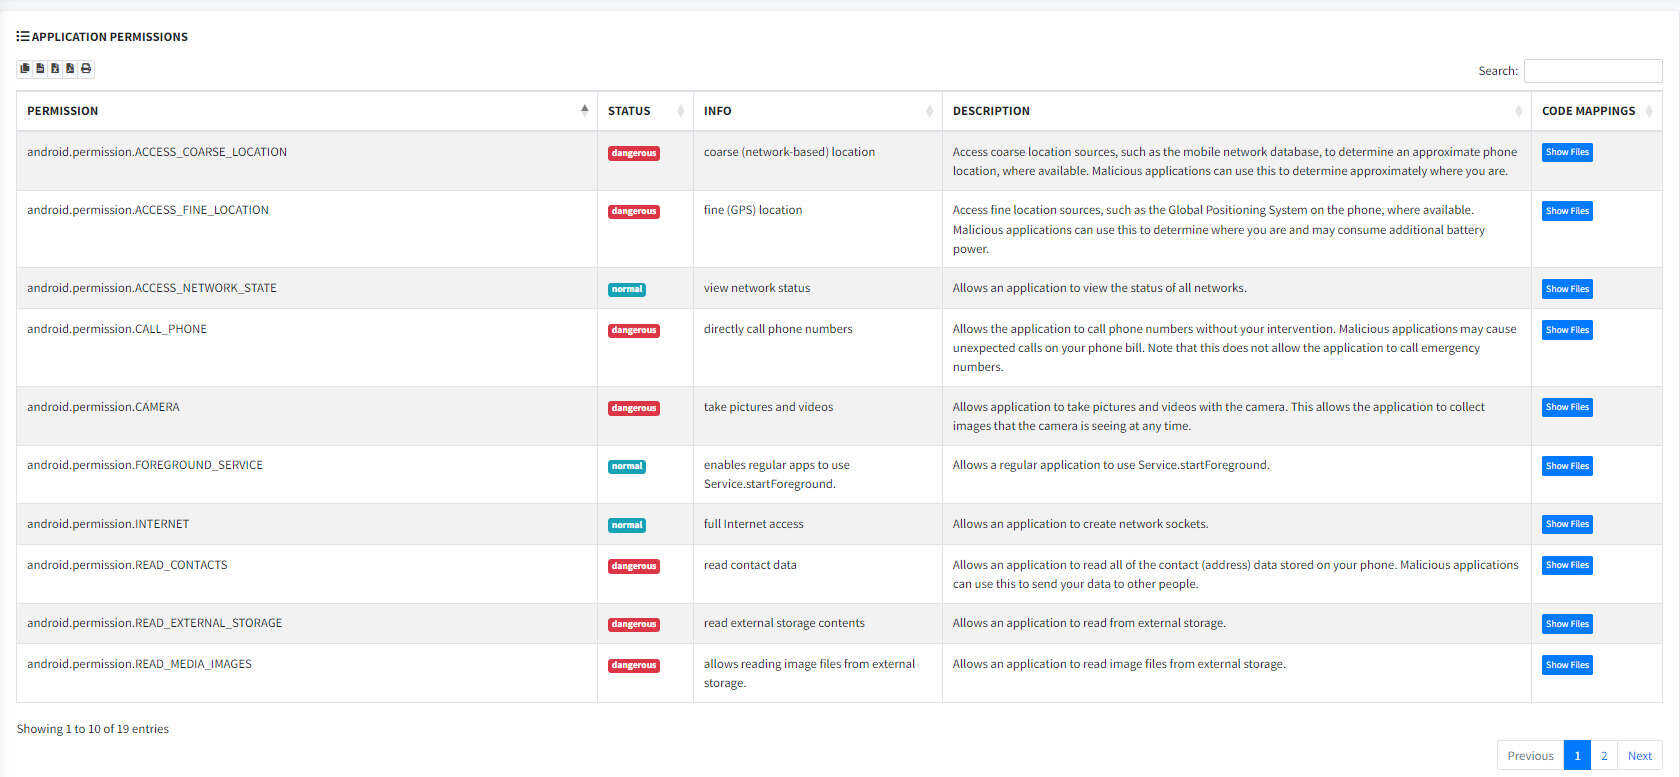 APPLICATION PERMISSIONS
Search:
PERMISSION STATUS INFO DESCRIPTION CODE MAPPINGS
android.permission.ACCESS_COARSE_LOCATION dangerous coarse (network-based) location Access coarse location sources, such as the mobile network database, to determine an approximate phone Show Files
location, where available. Malicious applications can use this to determine approximately where you are.
android.permission.ACCESS_FINE_LOCATION dangerous fine (GPS) location Access fine location sources, such as the Global Positioning System on the phone, where available. Show Files
Malicious applications can use this to determine where you are and may consume additional battery
power.
android.permission.ACCESS_NETWORK_STATE normal view network status Allows an application to view the status of all networks. Show Files
android.permission.CALL_PHONE dangerous directly call phone numbers Allows the application to call phone numbers without your intervention. Malicious applications may cause Show Files
unexpected calls on your phone bill. Note that this does not allow the application to call emergency
numbers.
android.permission.CAMERA dangerous take pictures and videos Allows application to take pictures and videos with the camera. This allows the application to collect Show Files
images that the camera is seeing at any time.
android.permission.FOREGROUND_SERVICE normal enables regular apps to use Allows a regular application to use Service.startForeground. Show Files
Service.startForeground.
android.permission.INTERNET normal full Internet access Allows an application to create network sockets. Show Files
android.permission.READ_CONTACTS dangerous read contact data Allows an application to read all of the contact (address) data stored on your phone. Malicious applications Show Files
can use this to send your data to other people.
android.permission.READ_EXTERNAL_STORAGE dangerous read external storage contents Allows an application to read from external storage. Show Files
android.permission.READ_MEDIA_IMAGES dangerous allows reading image files from external Allows an application to read image files from external storage. Show Files
storage.
Showing 1 to 10 of 19 entries
Previous 1 2 Next